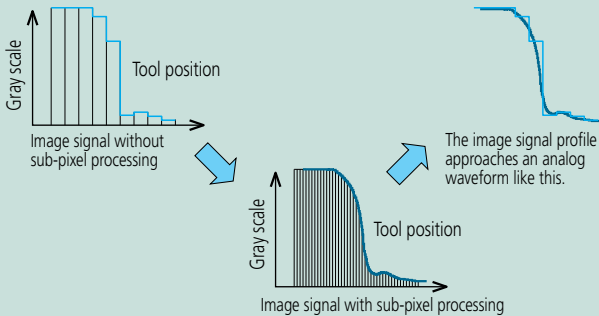 Gray scale
Tool position
Image signal without
sub-pixel processing
The image signal profile
approaches an analog
waveform like this.
Gray scale
Tool position
Image signal with sub-pixel processing